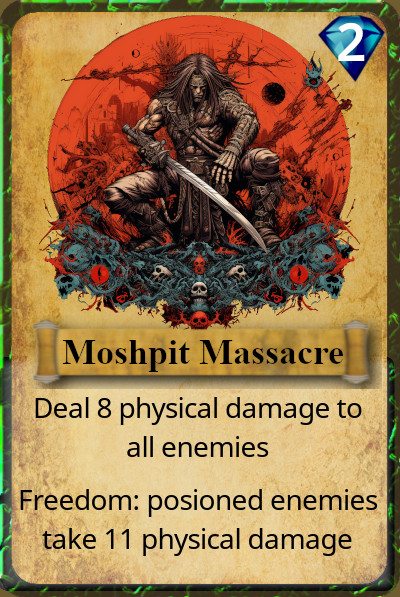 2
Moshpit Massacre
Deal 8 physical damage to
all enemies
Freedom: posioned enemies
take 11 physical damage